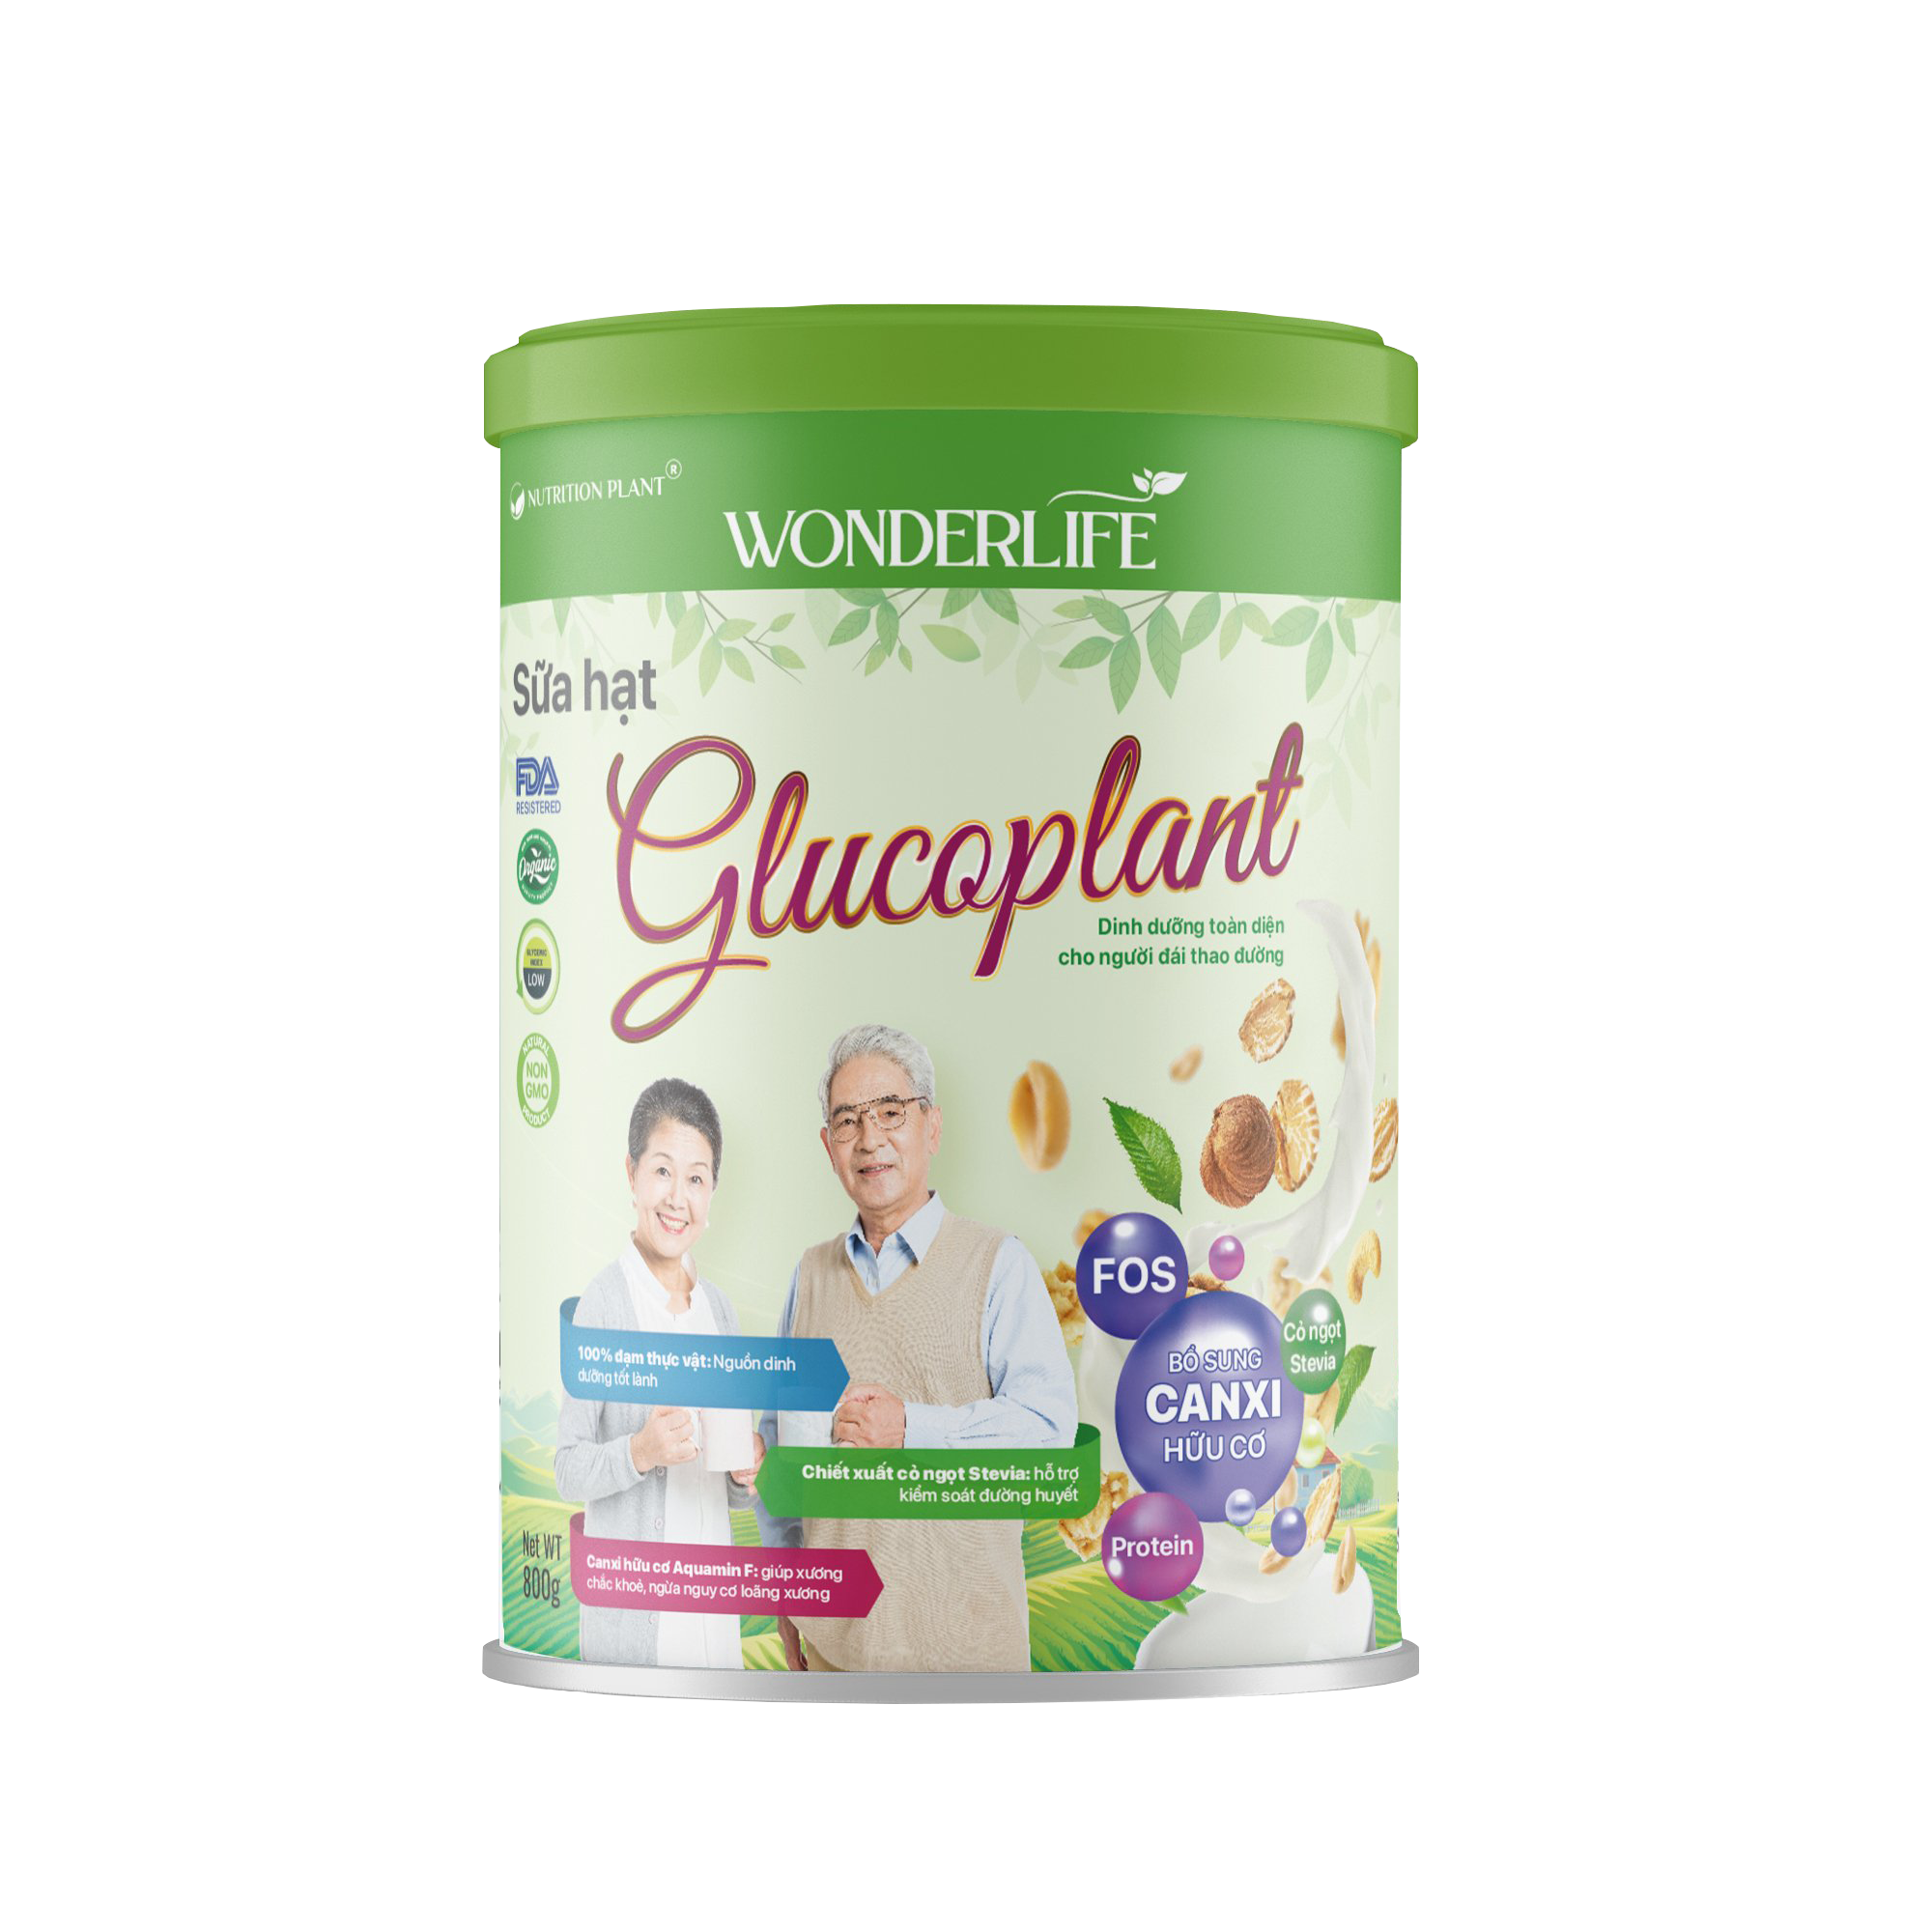 NUTRITION PLANT®
WONDERLIFE
Sữa hạt
Glucoplant
Dinh dưỡng toàn diện
cho người đái thao đường
FDA
RESISTERED
Organic
GLYCEMIC
INDEX
LOW
NATURAL
NON
GMO
PRODUCT
FOS
BỔ SUNG
CANXI
HỮU CƠ
Cỏ ngọt
Stevia
Protein
100% đạm thực vật: Nguồn dinh
dưỡng tốt lành
Chiết xuất cỏ ngọt Stevia: hỗ trợ
kiểm soát đường huyết
Canxi hữu cơ Aquamin F: giúp xương
chắc khoẻ, ngừa nguy cơ loãng xương
Net WT
800g